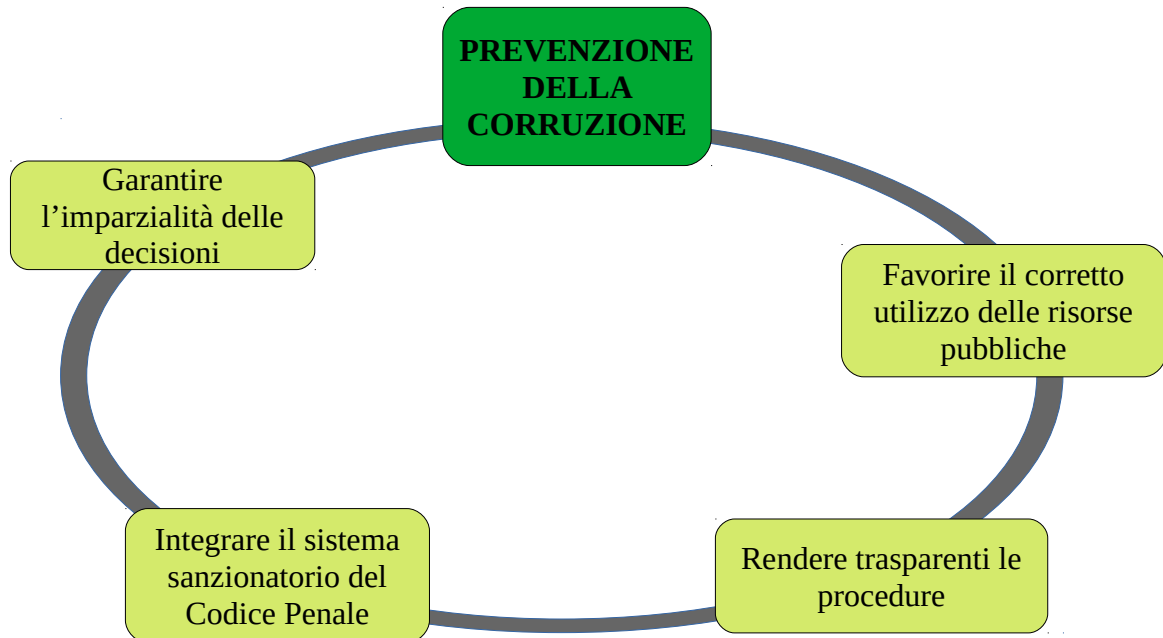 PREVENZIONE
DELLA
CORRUZIONE
Garantire
l’imparzialità delle
decisioni
Favorire il corretto
utilizzo delle risorse
pubbliche
Integrare il sistema
sanzionatorio del
Codice Penale
Rendere trasparenti le
procedure